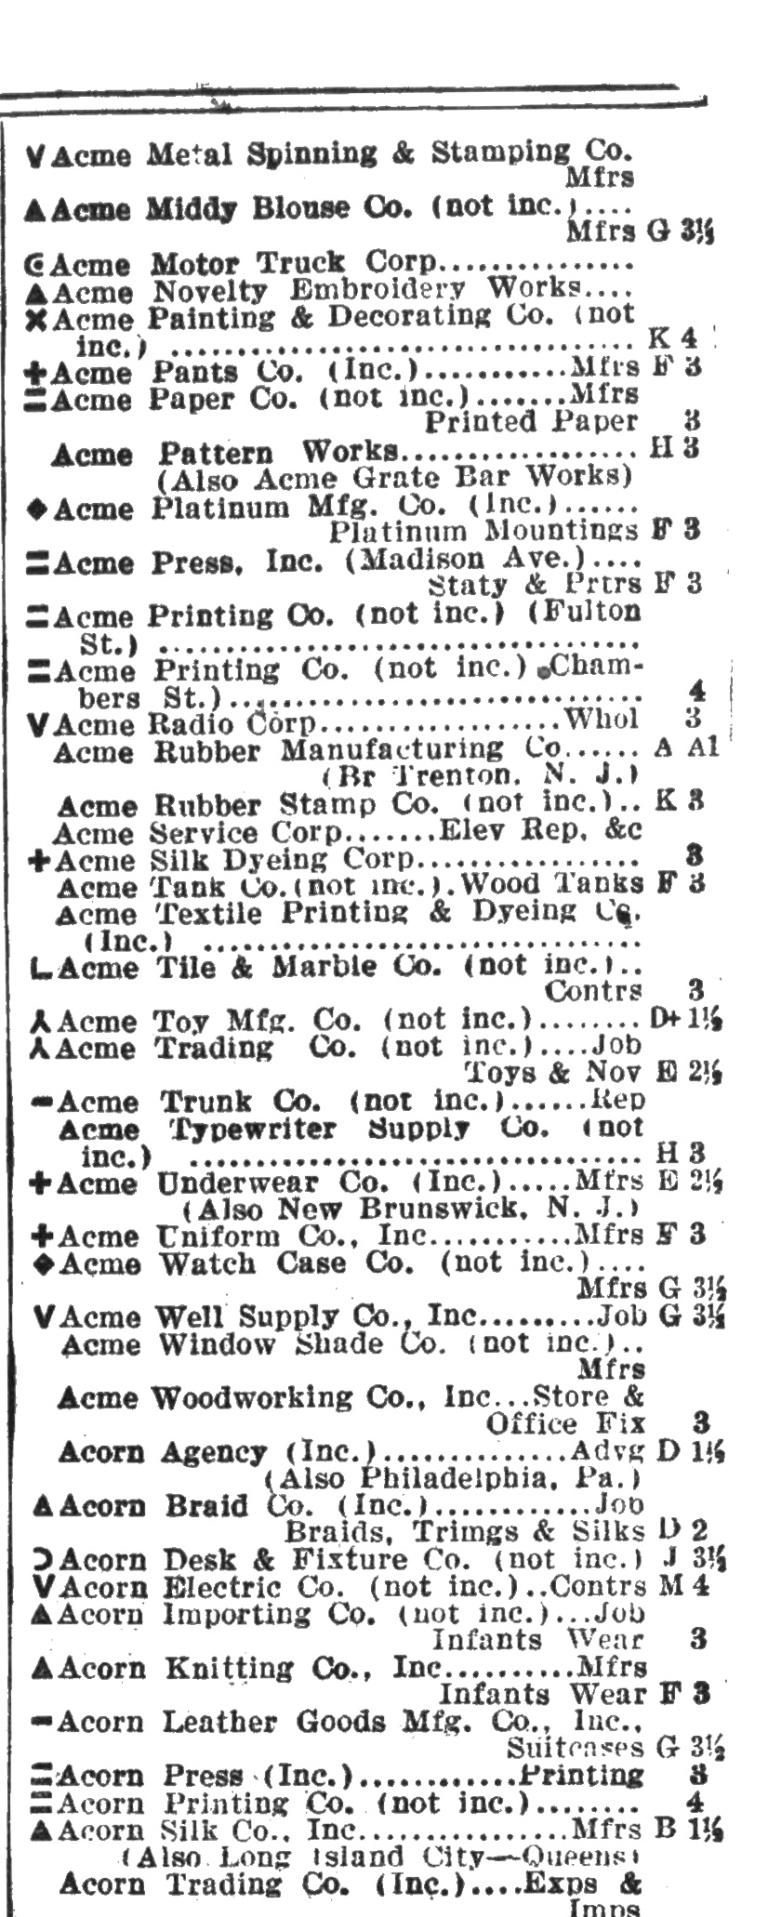 Acme Metal Spinning & Stamping Co.
Mfrs
Acme Middy Blouse Co. (not inc.)....
Mfrs G 3½
Acme Motor Truck Corp...............
Acme Novelty Embroidery Works....
Acme Painting & Decorating Co. (not
inc.) .................................. K 4
Acme Pants Co. (Inc.)...........Mfrs F 3
Acme Paper Co. (not inc.).......Mfrs
Printed Paper 3
Acme Pattern Works.................. H 3
(Also Acme Grate Bar Works)
Acme Platinum Mfg. Co. (Inc.)......
Platinum Mountings F 3
Acme Press, Inc. (Madison Ave.)....
Staty & Prtrs F 3
Acme Printing Co. (not inc.) (Fulton
St.) ...................................
Acme Printing Co. (not inc.) (Cham-
bers St.)............................... 4
Acme Radio Corp..................Whol 3
Acme Rubber Manufacturing Co...... A A1
(Br Trenton, N. J.)
Acme Rubber Stamp Co. (not inc.).. K 3
Acme Service Corp.......Elev Rep, &c
Acme Silk Dyeing Corp................. 3
Acme Tank Co.(not inc.).Wood Tanks F 3
Acme Textile Printing & Dyeing Co.
(Inc.) .................................
Acme Tile & Marble Co. (not inc.)..
Contrs 3
Acme Toy Mfg. Co. (not inc.)........ D+ 1½
Acme Trading Co. (not inc.)....Job
Toys & Nov E 2½
Acme Trunk Co. (not inc.)......Rep
Acme Typewriter Supply Co. (not
inc.) .................................. H 3
Acme Underwear Co. (Inc.).....Mfrs E 2½
(Also New Brunswick, N. J.)
Acme Uniform Co., Inc...........Mfrs F 3
Acme Watch Case Co. (not inc.)....
Mfrs G 3½
Acme Well Supply Co., Inc.........Job G 3½
Acme Window Shade Co. (not inc.)..
Mfrs
Acme Woodworking Co., Inc...Store &
Office Fix 3
Acorn Agency (Inc.)..............Advg D 1½
(Also Philadelphia, Pa.)
Acorn Braid Co. (Inc.)............Job
Braids, Trimgs & Silks D 2
Acorn Desk & Fixture Co. (not inc.) J 3½
Acorn Electric Co. (not inc.)..Contrs M 4
Acorn Importing Co. (not inc.)...Job
Infants Wear 3
Acorn Knitting Co., Inc..........Mfrs
Infants Wear F 3
Acorn Leather Goods Mfg. Co., Inc.,
Suitcases G 3½
Acorn Press (Inc.)............Printing 3
Acorn Printing Co. (not inc.)........ 4
Acorn Silk Co., Inc................Mfrs B 1½
(Also Long Island City—Queens)
Acorn Trading Co. (Inc.)....Exps &
Imps